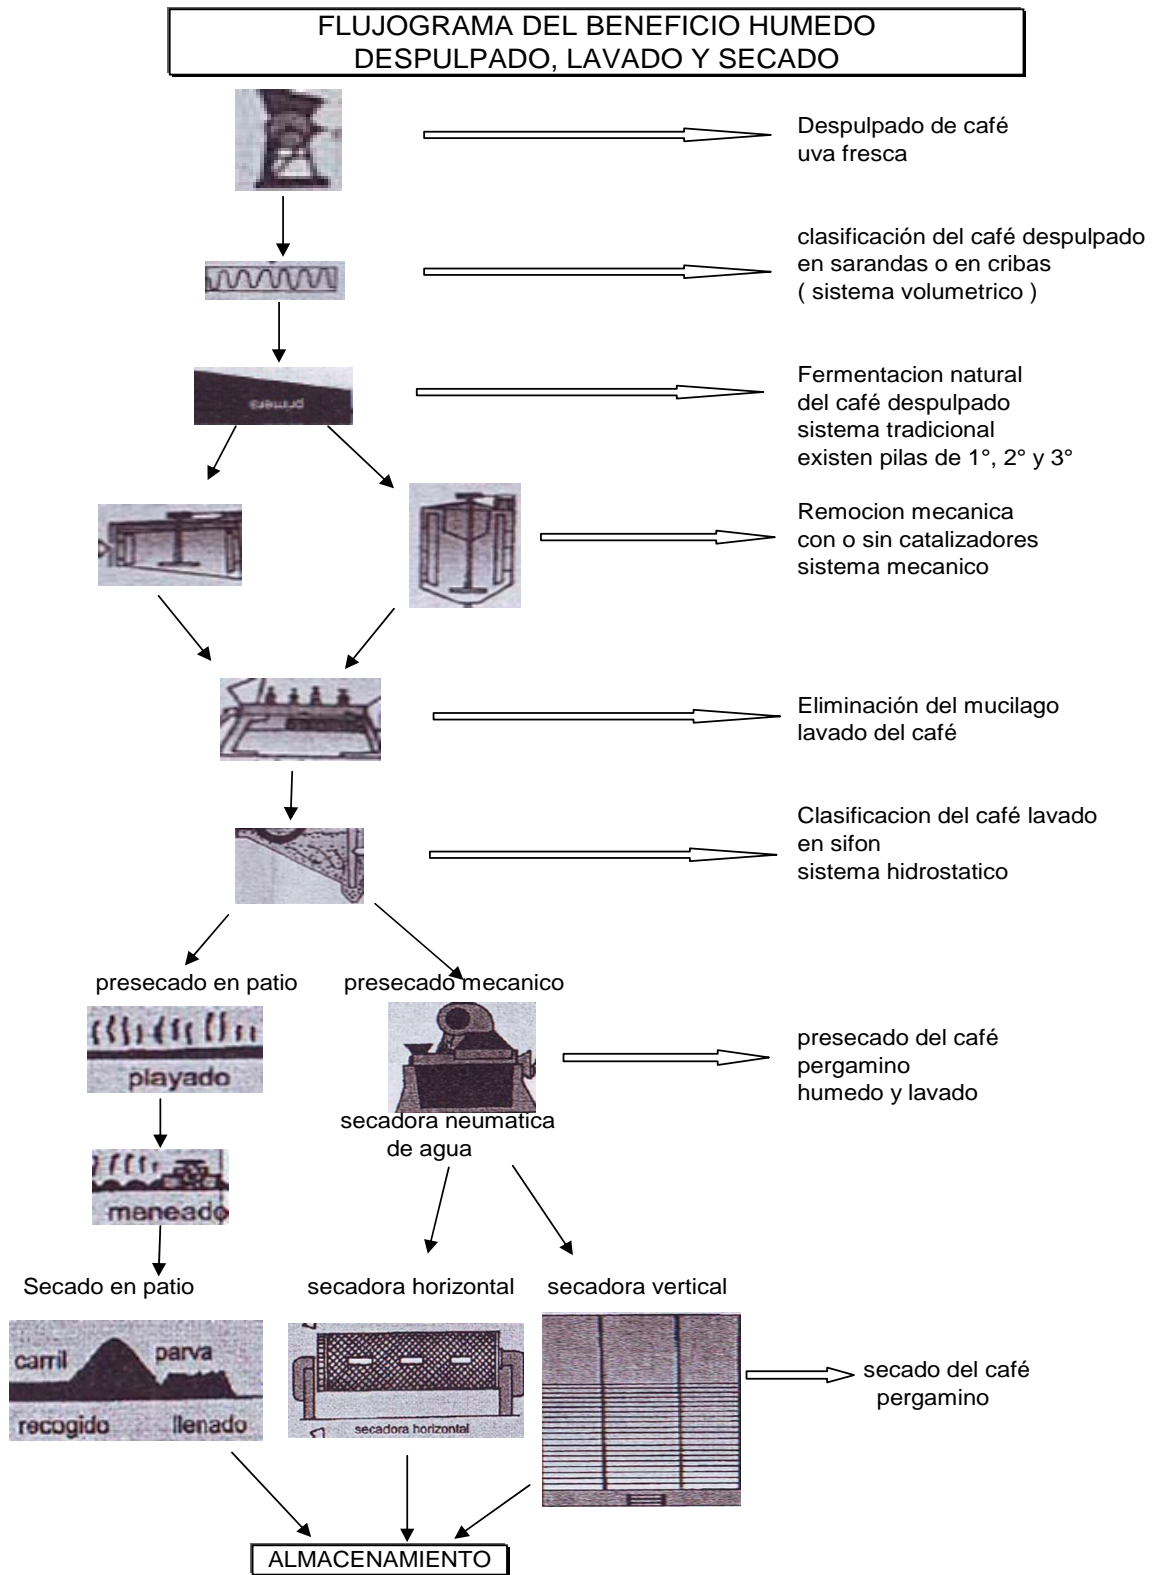 FLUJOGRAMA DEL BENEFICIO HUMEDO
DESPULPADO, LAVADO Y SECADO
Despulpado de café
uva fresca
clasificación del café despulpado
en sarandas o en cribas
( sistema volumetrico )
primera
Fermentacion natural
del café despulpado
sistema tradicional
existen pilas de 1°, 2° y 3°
Remocion mecanica
con o sin catalizadores
sistema mecanico
Eliminación del mucilago
lavado del café
Clasificacion del café lavado
en sifon
sistema hidrostatico
presecado en patio
presecado mecanico
playado
presecado del café
pergamino
humedo y lavado
secadora neumatica
de agua
meneado
Secado en patio
secadora horizontal
secadora vertical
carril parva
recogido llenado
secadora horizontal
secado del café
pergamino
ALMACENAMIENTO